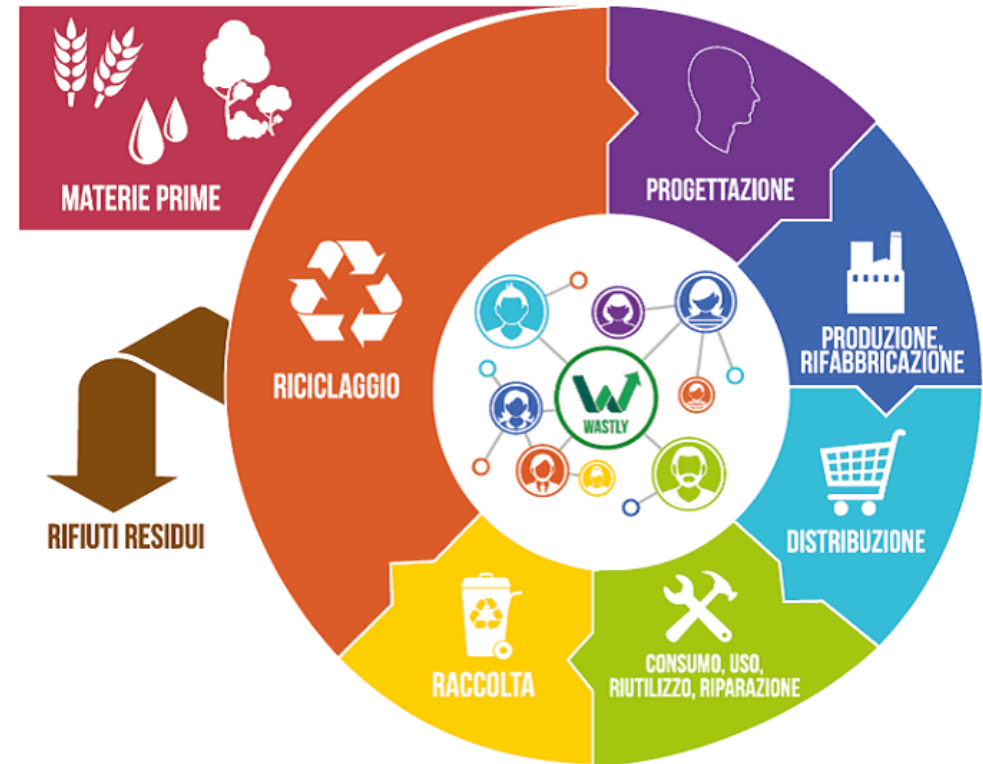 MATERIE PRIME
PROGETTAZIONE
PRODUZIONE,
RIFABBRICAZIONE
DISTRIBUZIONE
CONSUMO, USO,
RIUTILIZZO, RIPARAZIONE
RACCOLTA
RICICLAGGIO
RIFIUTI RESIDUI
W
WASTLY